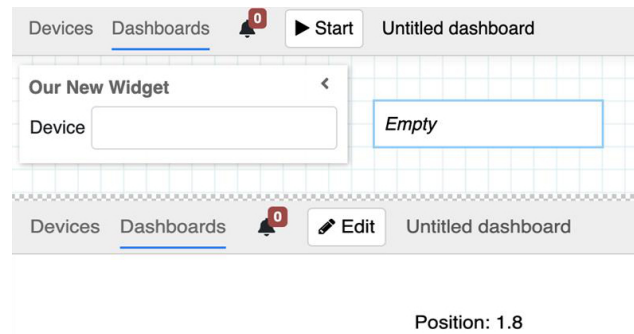 Devices Dashboards 0 Start Untitled dashboard
Our New Widget
Device
Empty
Devices Dashboards 0 Edit Untitled dashboard
Position: 1.8